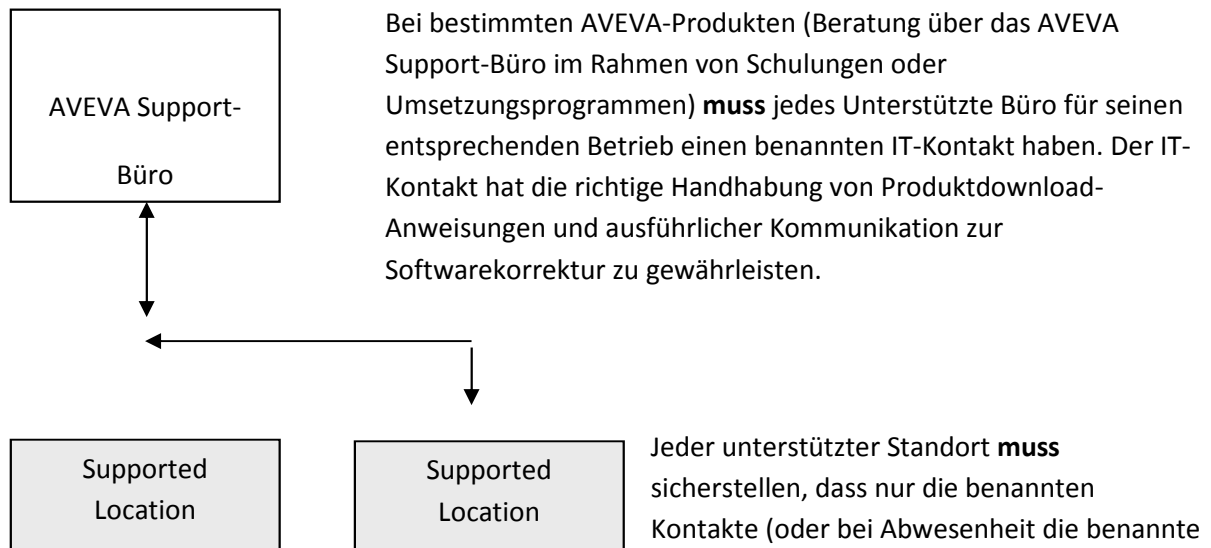 Bei bestimmten AVEVA-Produkten (Beratung über das AVEVA
Support-Büro im Rahmen von Schulungen oder
Umsetzungsprogrammen) muss jedes Unterstützte Büro für seinen
entsprechenden Betrieb einen benannten IT-Kontakt haben. Der IT-
Kontakt hat die richtige Handhabung von Produktdownload-
Anweisungen und ausführlicher Kommunikation zur
Softwarekorrektur zu gewährleisten.
AVEVA Support-
Büro
Supported
Location
Supported
Location
Jeder unterstützter Standort muss
sicherstellen, dass nur die benannten
Kontakte (oder bei Abwesenheit die benannte